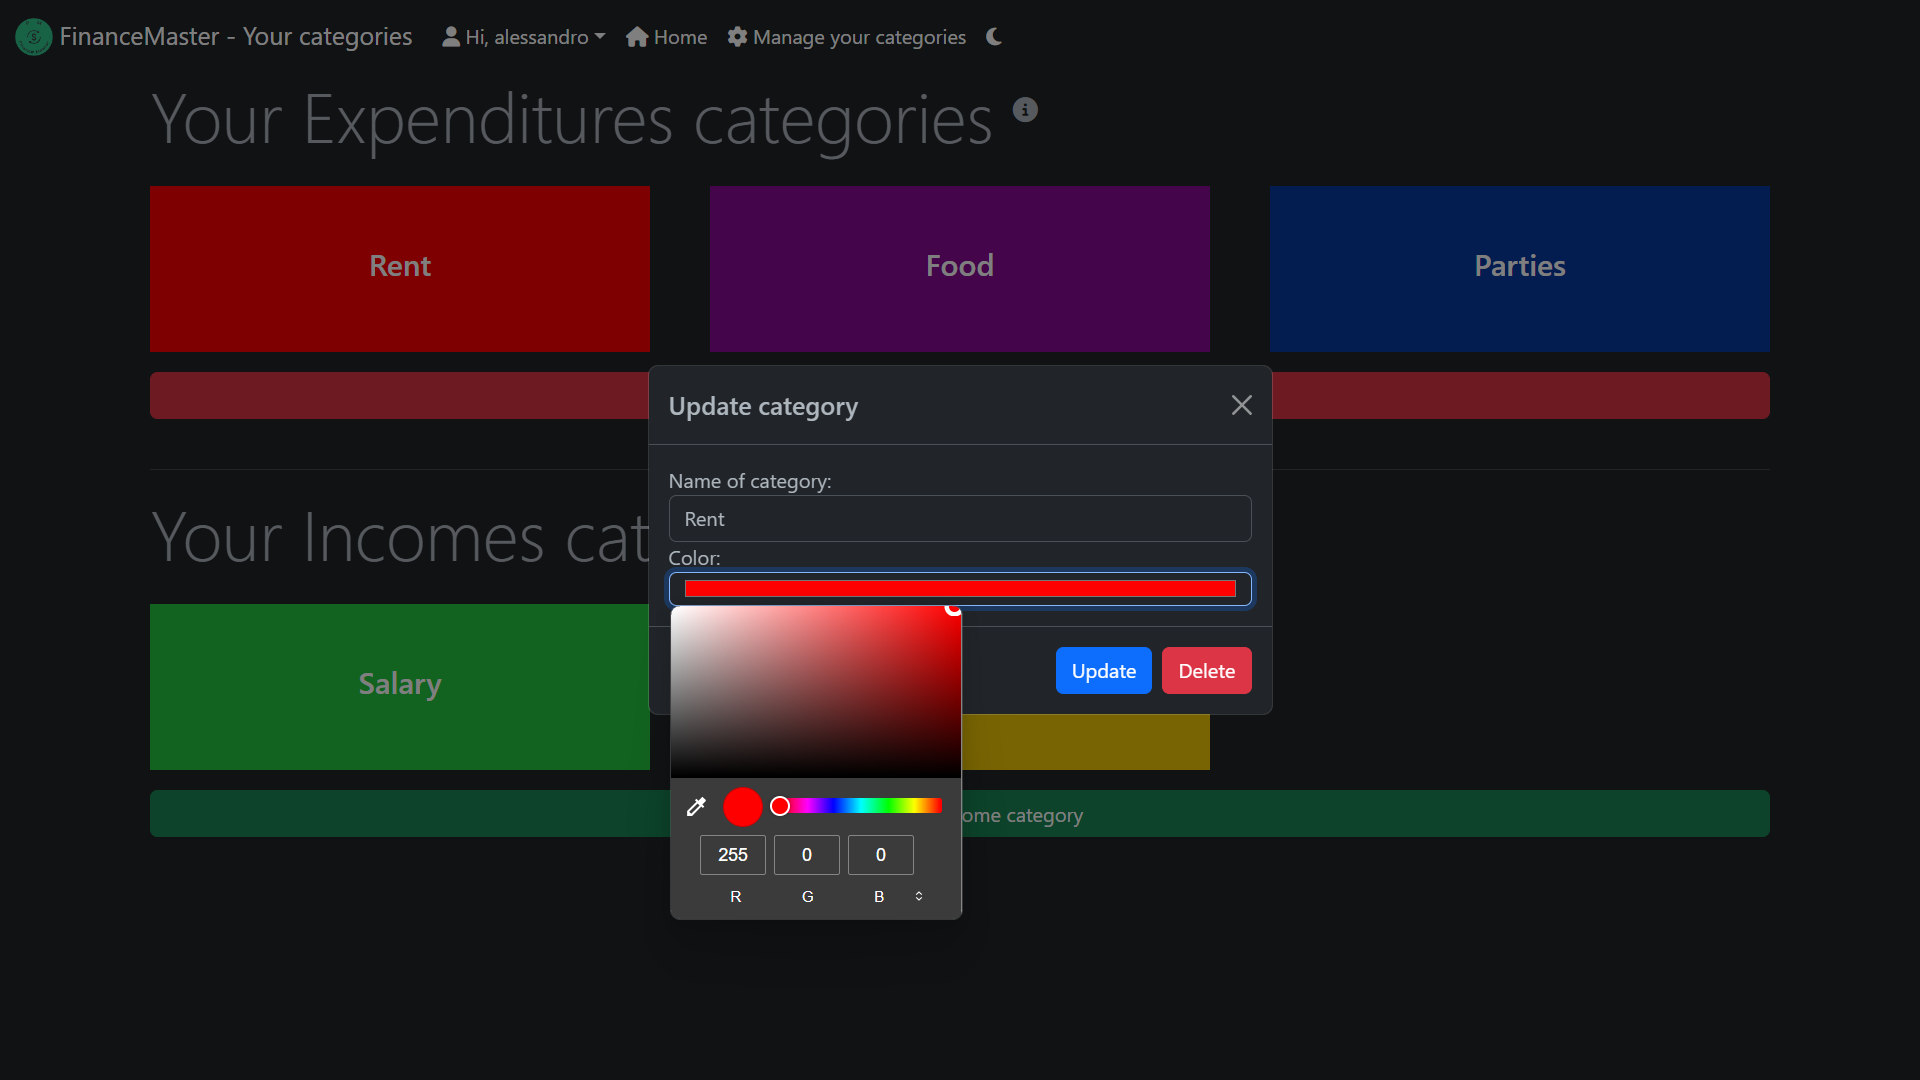 FinanceMaster - Your categories
Hi, alessandro
Home
Manage your categories
Your Expenditures categories
Rent
Food
Parties
Update category
Name of category:
Rent
Color:
Your Incomes cat
Salary
Update
Delete
ome category
255
0
0
R
G
B